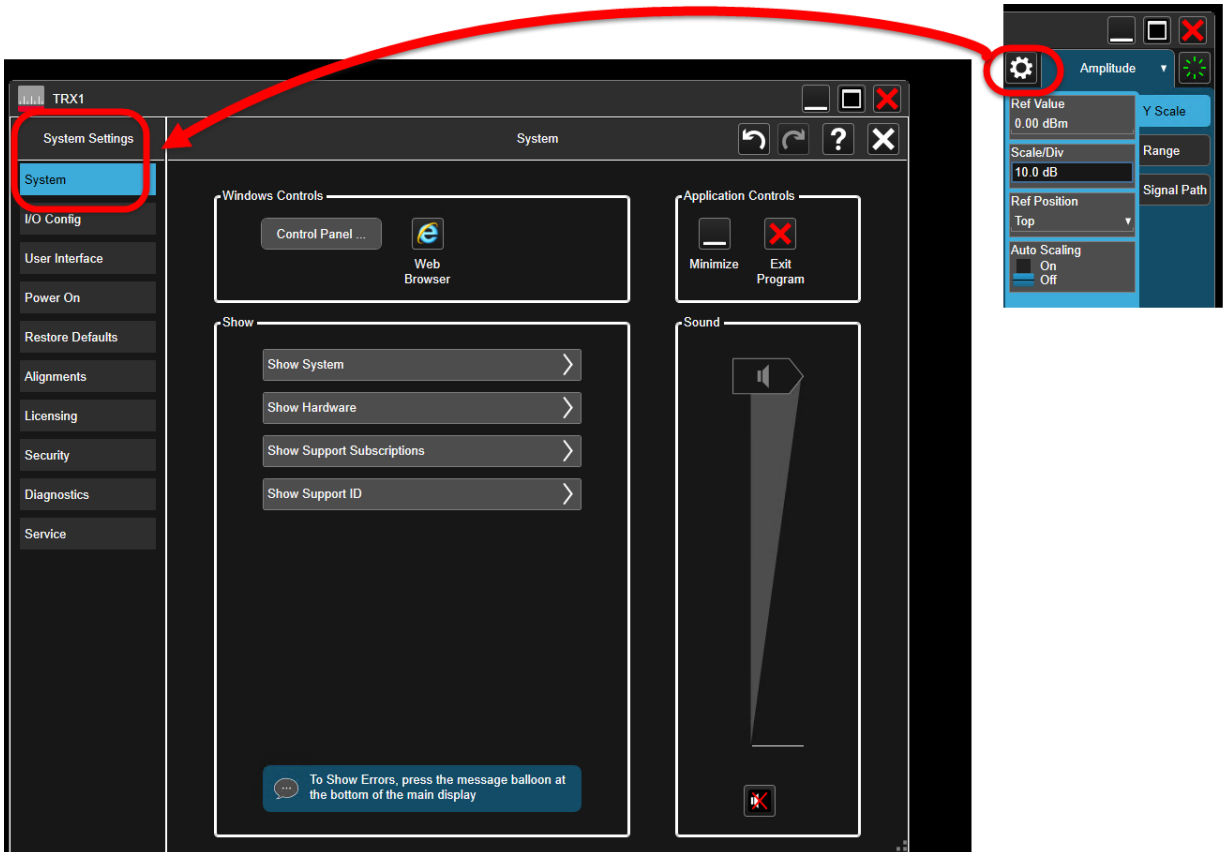 Amplitude
Ref Value
0.00 dBm
Scale/Div
10.0 dB
Ref Position
Top
Auto Scaling
On
Off
Y Scale
Range
Signal Path
TRX1
System Settings
System
I/O Config
User Interface
Power On
Restore Defaults
Alignments
Licensing
Security
Diagnostics
Service
System
?
Windows Controls
Control Panel ...
Web
Browser
Application Controls
Minimize
Exit
Program
Show
Show System
Show Hardware
Show Support Subscriptions
Show Support ID
To Show Errors, press the message balloon at
the bottom of the main display
Sound